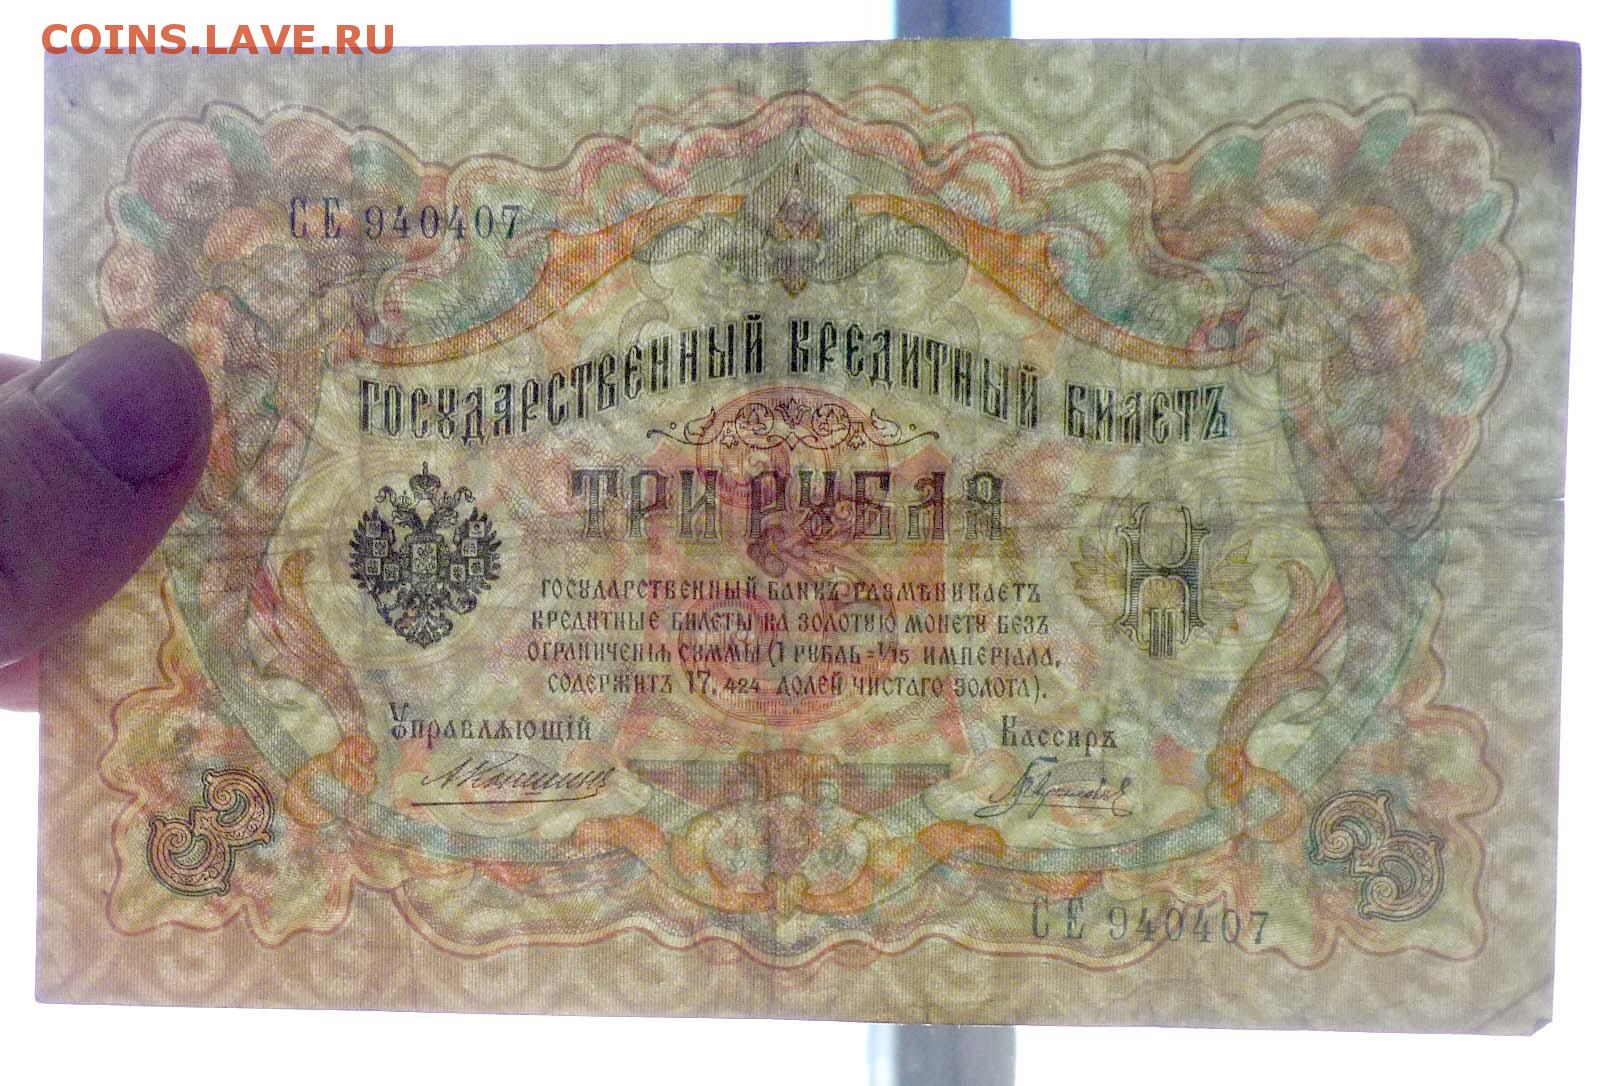 COINS.LAVE.RU
СЕ 940407
ГОСУДАРСТВЕННЫЙ КРЕДИТНЫЙ БИЛЕТЪ
ТРИ РУБЛЯ
ГОСУДАРСТВЕННЫЙ БАНКЪ РАЗМѢНИВАЕТЪ
КРЕДИТНЫЕ БИЛЕТЫ НА ЗОЛОТУЮ МОНЕТУ БЕЗЪ
ОГРАНИЧЕНІЯ СУММЫ (1 РУБЛЬ = 1/15 ИМПЕРІАЛА,
СОДЕРЖИТЪ 17,424 ДОЛЕЙ ЧИСТАГО ЗОЛОТА).
Управляющій Кассиръ
А Коншинъ
3 3
СЕ 940407